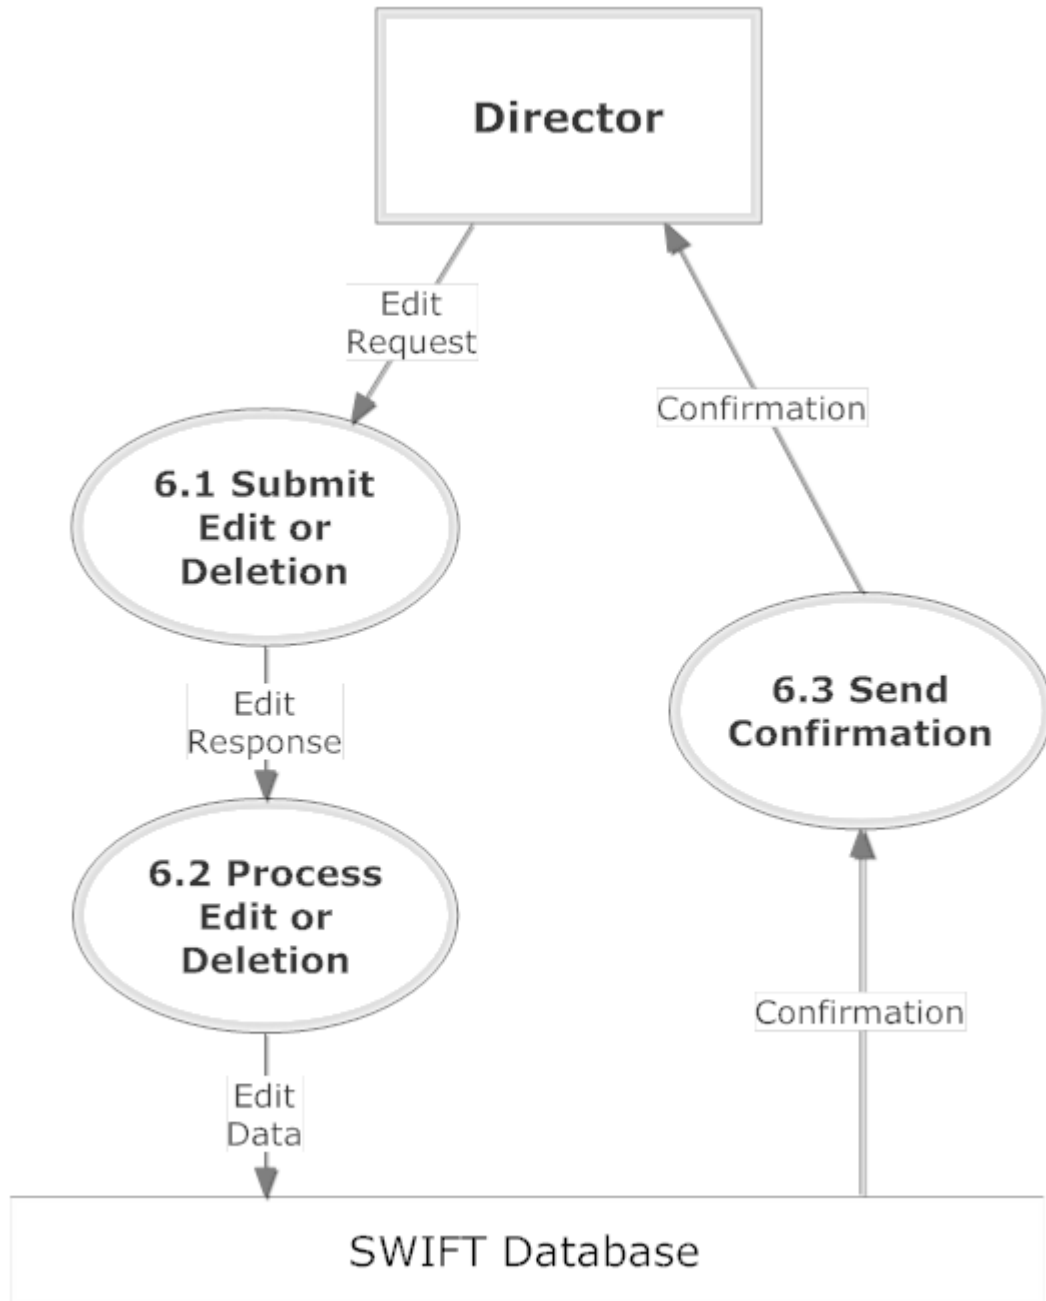 Director
Edit
Request
Confirmation
6.1 Submit
Edit or
Deletion
Edit
Response
6.3 Send
Confirmation
6.2 Process
Edit or
Deletion
Confirmation
Edit
Data
SWIFT Database